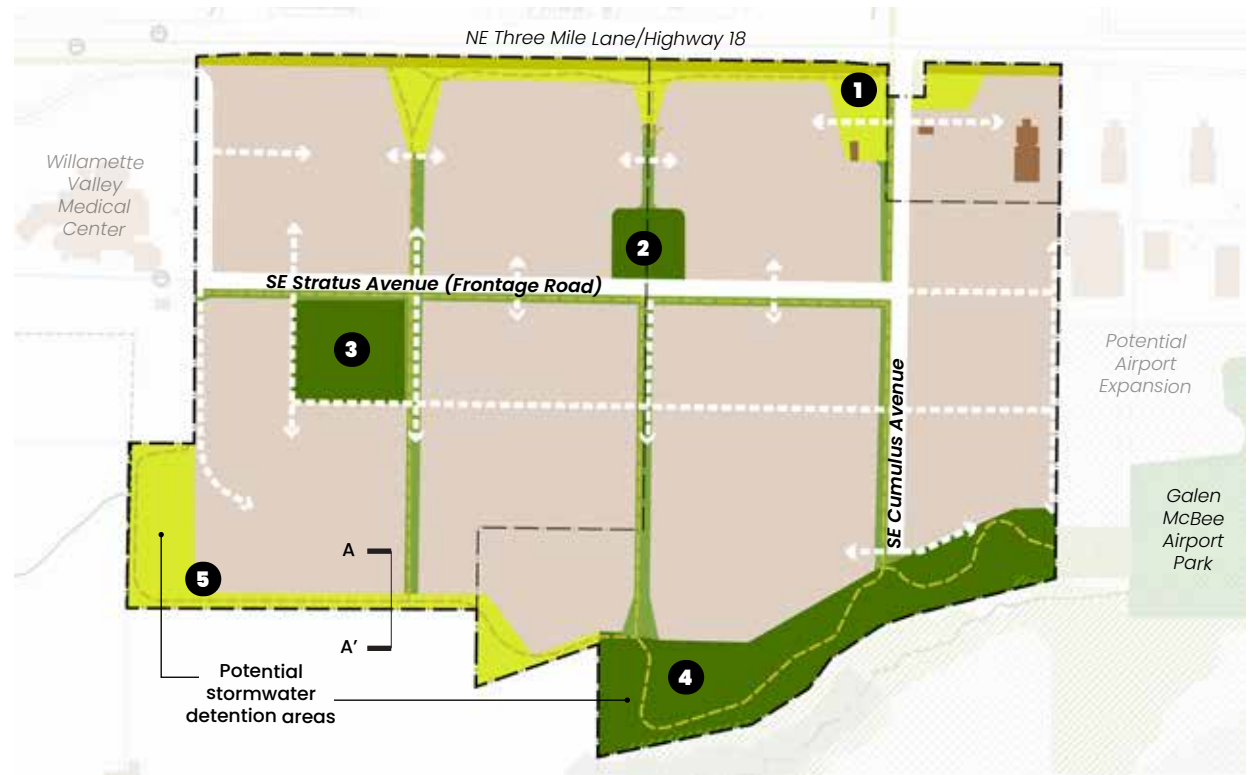 NE Three Mile Lane/Highway 18
1
Willamette
Valley
Medical
Center
2
SE Stratus Avenue (Frontage Road)
3
Potential
Airport
Expansion
SE Cumulus Avenue
Galen
McBee
Airport
Park
A
5
A’
4
Potential
stormwater
detention areas